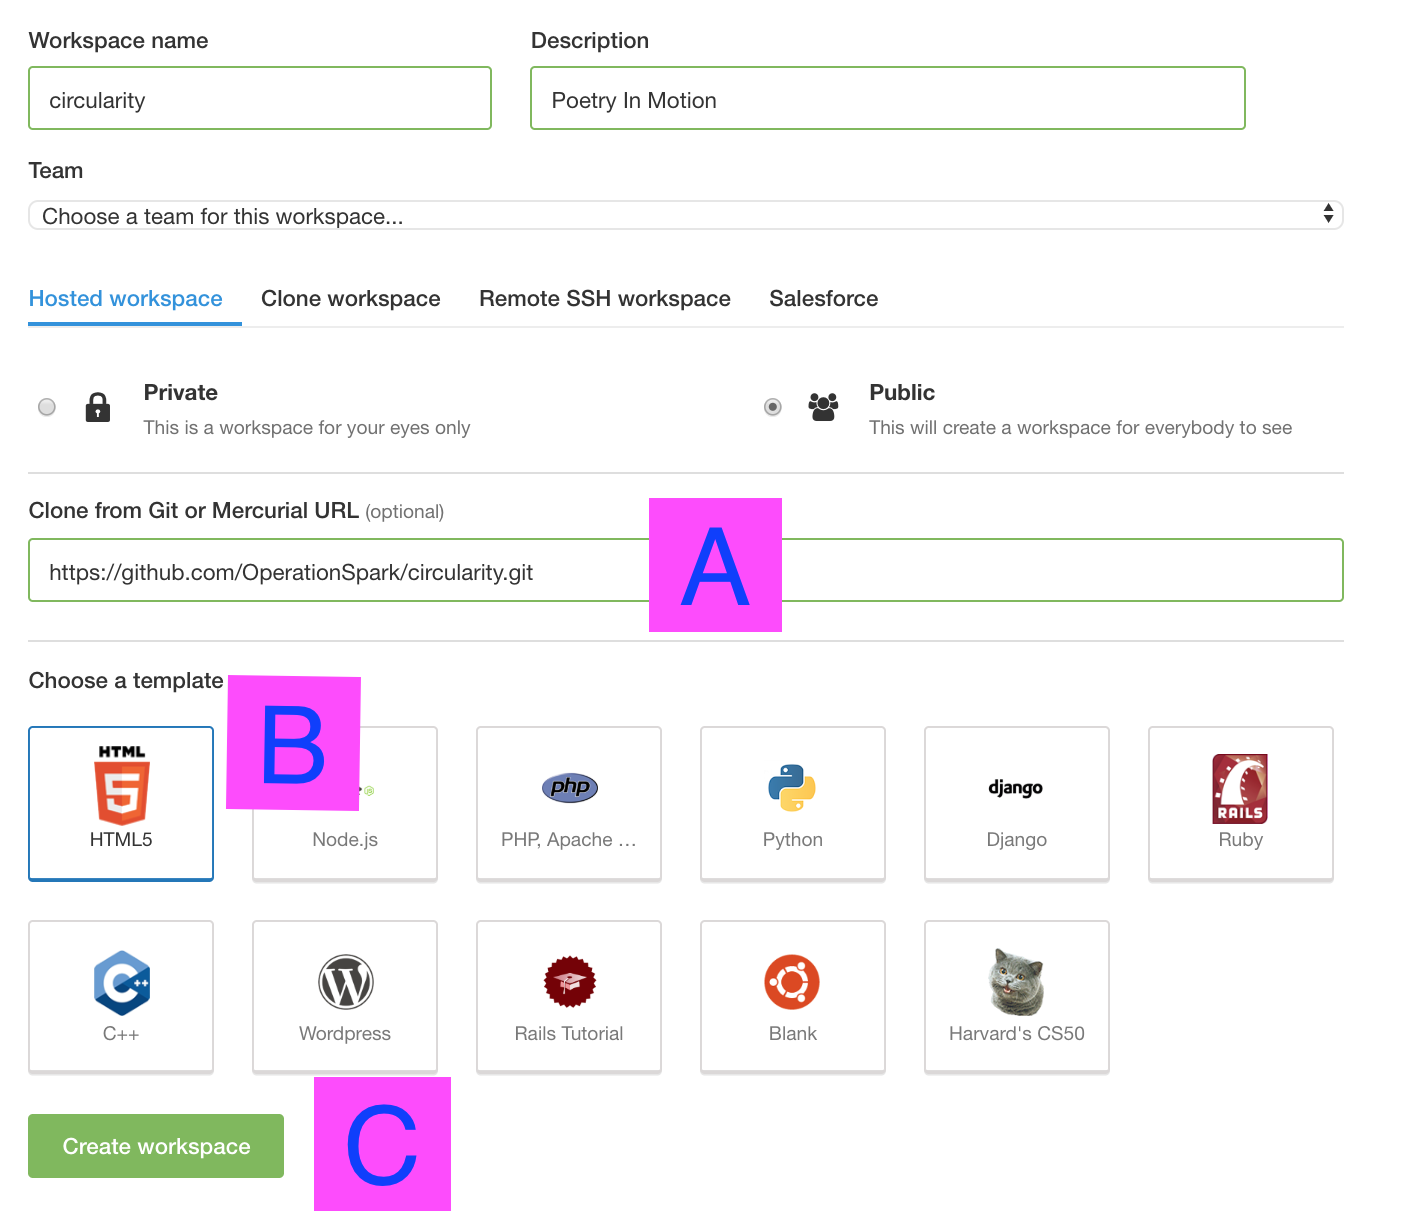 Workspace name
Description
circularity
Poetry In Motion
Team
Choose a team for this workspace...
Hosted workspace
Clone workspace
Remote SSH workspace
Salesforce
Private
This is a workspace for your eyes only
Public
This will create a workspace for everybody to see
Clone from Git or Mercurial URL (optional)
https://github.com/OperationSpark/circularity.git
A
Choose a template
B
HTML
5
HTML5
Node.js
php
PHP, Apache ...
Python
django
Django
RAILS
Ruby
C++
C++
W
Wordpress
Rails Tutorial
Blank
Harvard's CS50
Create workspace
C